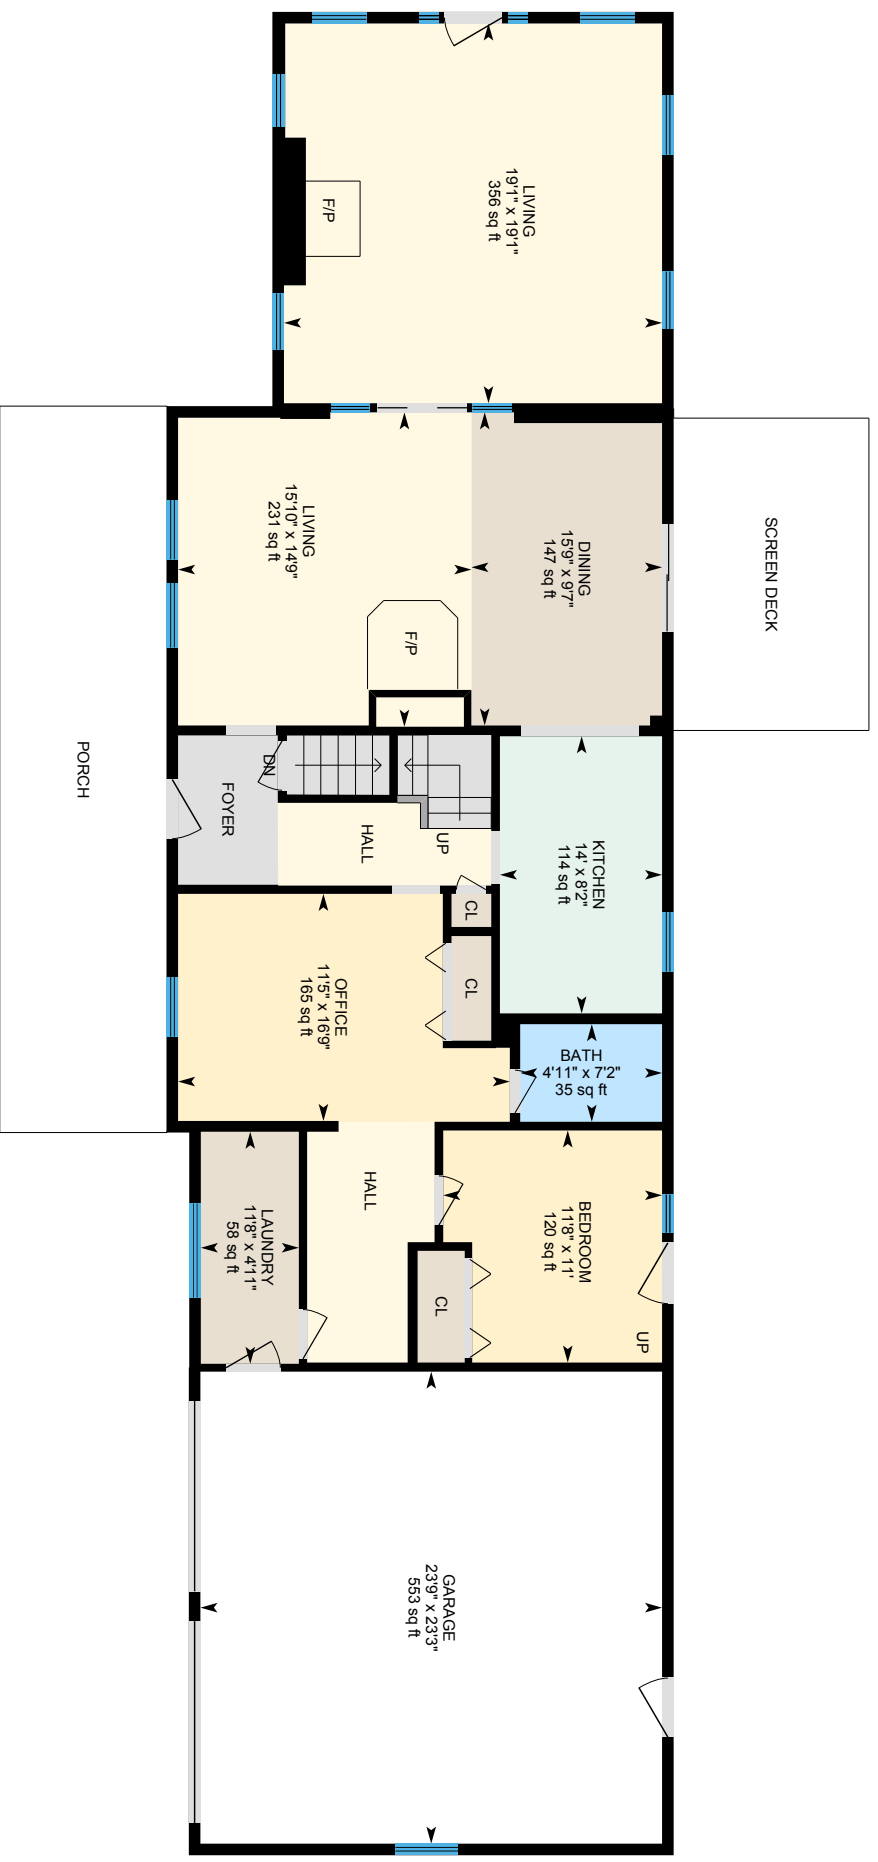 LIVING
19'1" x 19'1"
356 sq ft
F/P
LIVING
15'10" x 14'9"
231 sq ft
DINING
15'9" x 9'7"
147 sq ft
SCREEN DECK
F/P
PORCH
FOYER
DN
HALL
UP
KITCHEN
14' x 8'2"
114 sq ft
CL
CL
OFFICE
11'5" x 16'9"
165 sq ft
BATH
4'11" x 7'2"
35 sq ft
HALL
LAUNDRY
11'8" x 4'11"
58 sq ft
BEDROOM
11'8" x 11'
120 sq ft
CL
UP
GARAGE
23'9" x 23'3"
553 sq ft